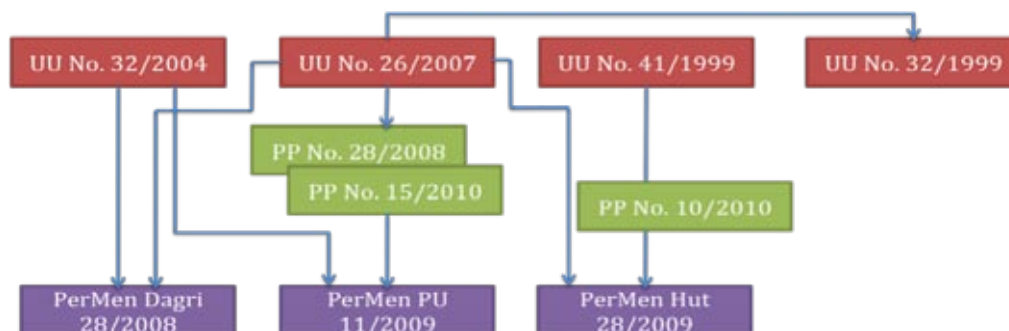 UU No. 32/2004
UU No. 26/2007
UU No. 41/1999
UU No. 32/1999
PP No. 28/2008
PP No. 15/2010
PP No. 10/2010
PerMen Dagri
28/2008
PerMen PU
11/2009
PerMen Hut
28/2009